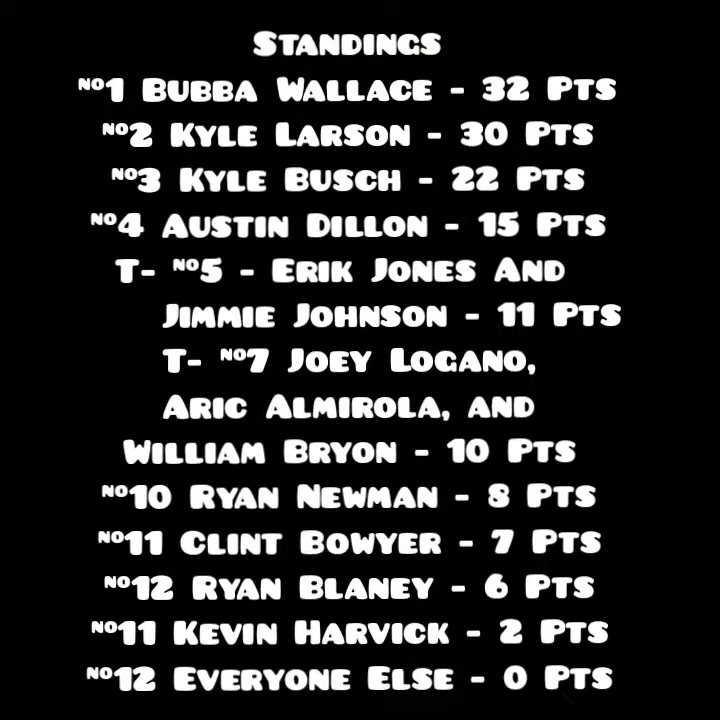 Standings
№1 Bubba Wallace - 32 Pts
№2 Kyle Larson - 30 Pts
№3 Kyle Busch - 22 Pts
№4 Austin Dillon - 15 Pts
T- №5 - Erik Jones And
Jimmie Johnson - 11 Pts
T- №7 Joey Logano,
Aric Almirola, and
William Bryon - 10 Pts
№10 Ryan Newman - 8 Pts
№11 Clint Bowyer - 7 Pts
№12 Ryan Blaney - 6 Pts
№11 Kevin Harvick - 2 Pts
№12 Everyone Else - 0 Pts